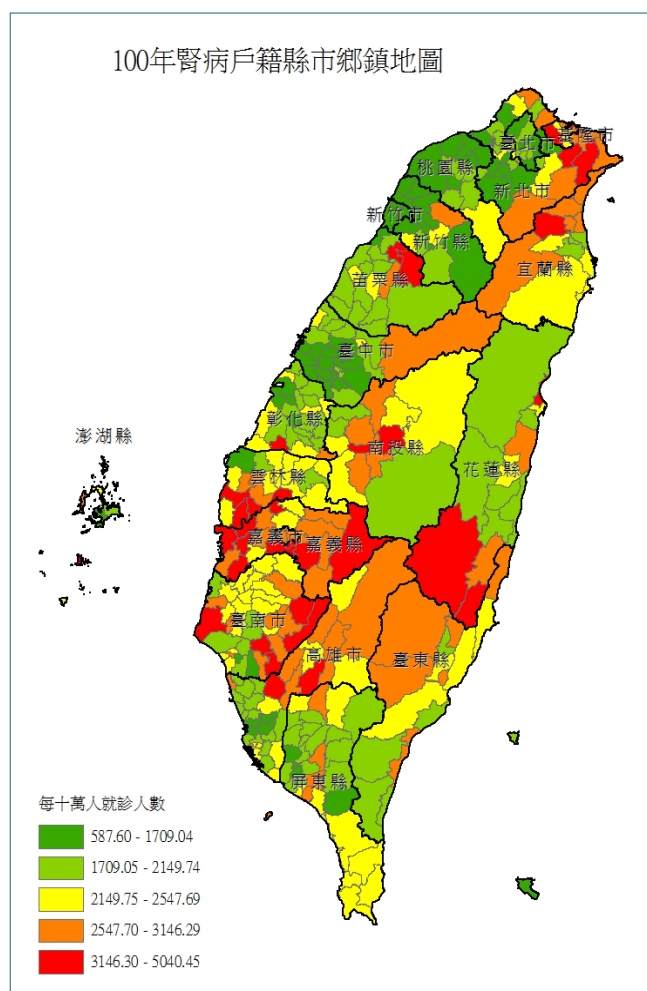 100年腎病戶籍縣市鄉鎮地圖
基隆市
臺北市
桃園縣
新北市
新竹市
新竹縣
宜蘭縣
苗栗縣
臺中市
彰化縣
南投縣
澎湖縣
花蓮縣
雲林縣
嘉義市
嘉義縣
臺南市
高雄市
臺東縣
屏東縣
每十萬人就診人數
587.60 - 1709.04
1709.05 - 2149.74
2149.75 - 2547.69
2547.70 - 3146.29
3146.30 - 5040.45